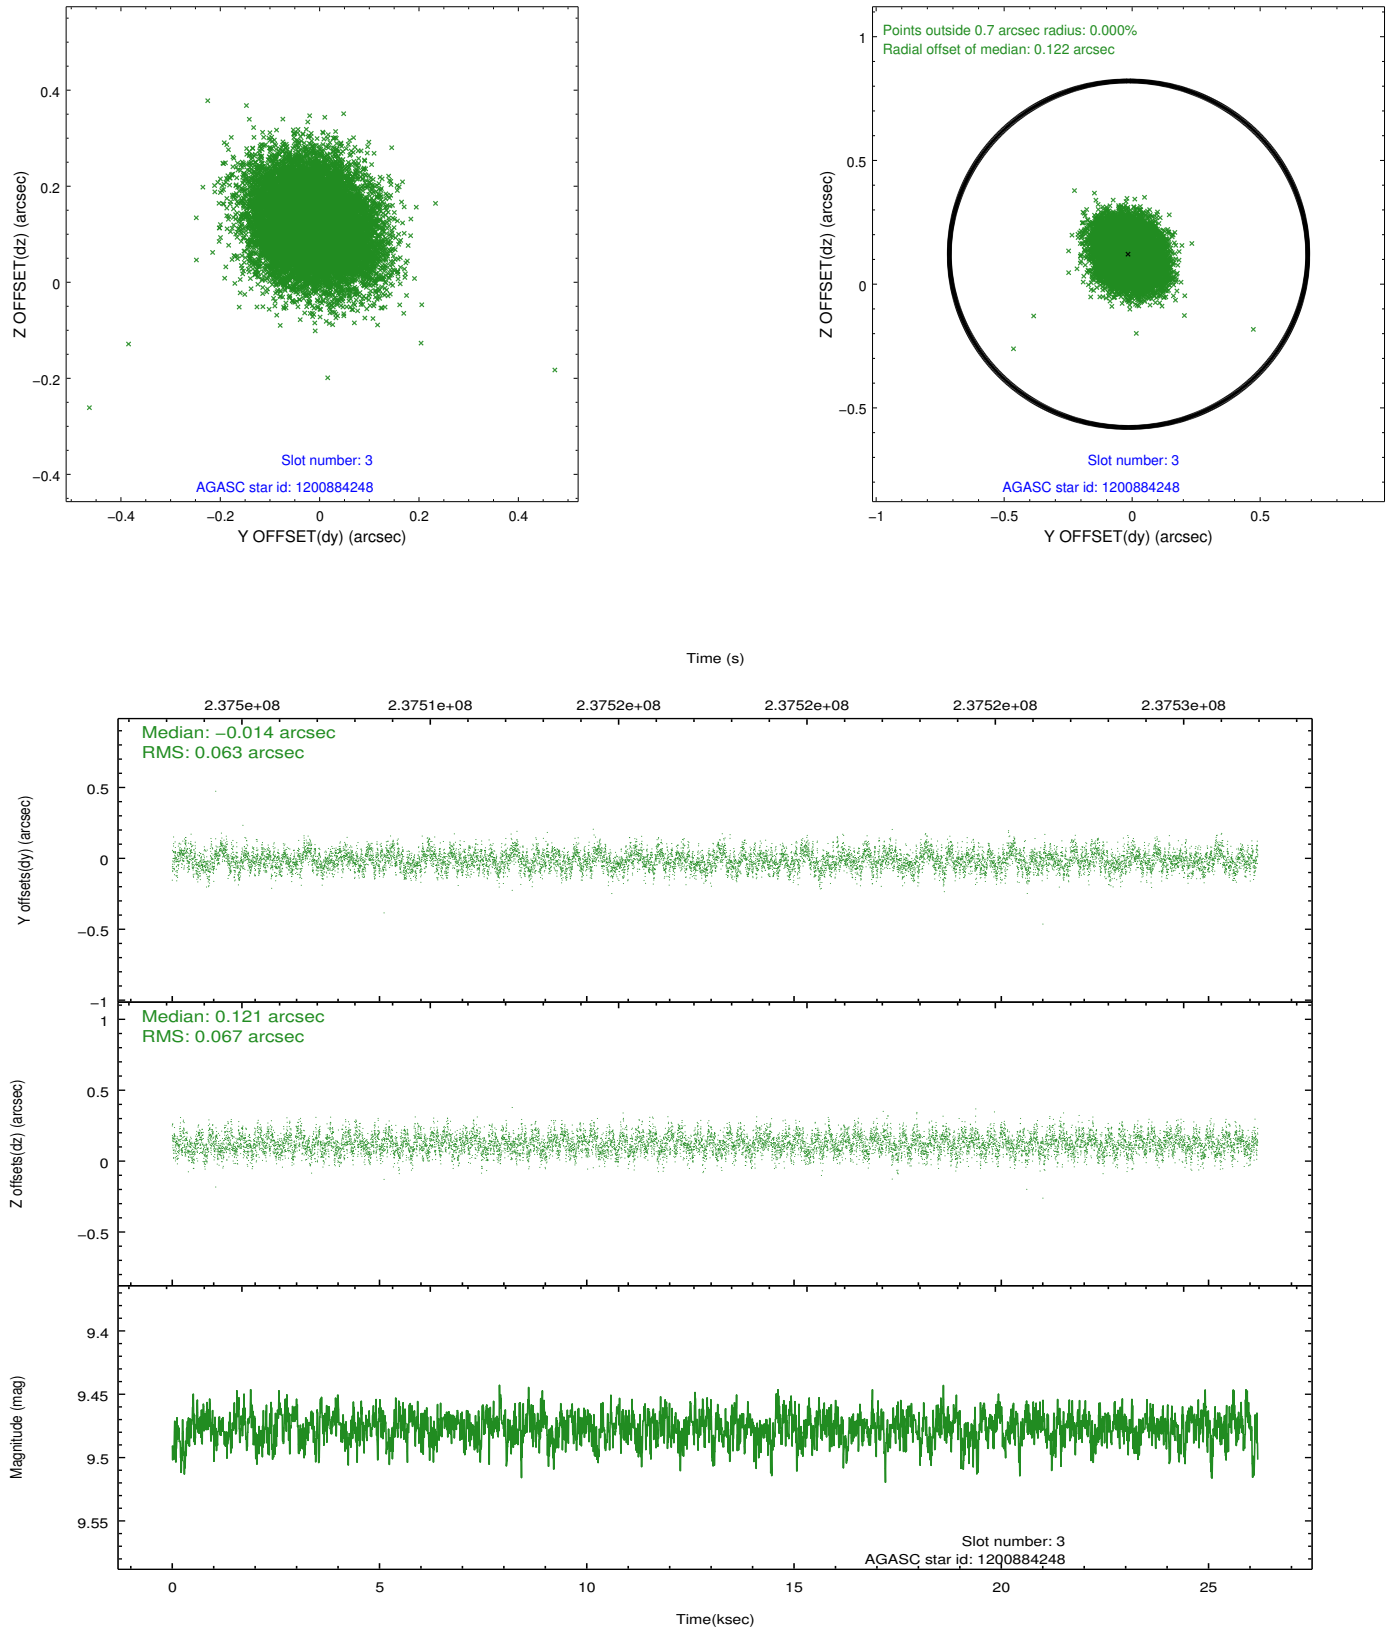 0.4
0.2
0
−0.2
−0.4
−0.4
−0.2
0
0.2
0.4
Z OFFSET(dz) (arcsec)
Y OFFSET(dy) (arcsec)
Slot number: 3
AGASC star id: 1200884248
Points outside 0.7 arcsec radius: 0.000%
Radial offset of median: 0.122 arcsec
1
0.5
0
−0.5
−1
−0.5
0
0.5
Z OFFSET(dz) (arcsec)
Y OFFSET(dy) (arcsec)
Slot number: 3
AGASC star id: 1200884248
Time (s)
2.375e+08
2.3751e+08
2.3752e+08
2.3752e+08
2.3752e+08
2.3753e+08
Median: −0.014 arcsec
RMS: 0.063 arcsec
0.5
0
−0.5
−1
Y offsets(dy) (arcsec)
Median: 0.121 arcsec
RMS: 0.067 arcsec
1
0.5
0
−0.5
Z offsets(dz) (arcsec)
9.4
9.45
9.5
9.55
Magnitude (mag)
Slot number: 3
AGASC star id: 1200884248
0
5
10
15
20
25
Time(ksec)